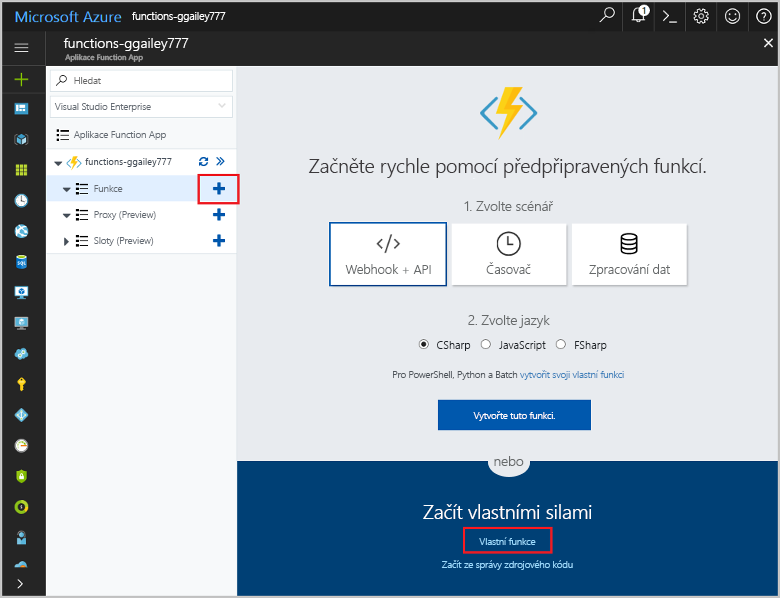 Microsoft Azure functions-ggailey777
1
functions-ggailey777
Aplikace Function App
Hledat
Visual Studio Enterprise
Aplikace Function App
functions-ggailey777
Funkce
Proxy (Preview)
Sloty (Preview)
Začněte rychle pomocí předpřipravených funkcí.
1. Zvolte scénář
Webhook + API
Časovač
Zpracování dat
2. Zvolte jazyk
CSharp JavaScript FSharp
Pro PowerShell, Python a Batch vytvořit svoji vlastní funkci
Vytvořte tuto funkci.
nebo
Začít vlastními silami
Vlastní funkce
Začít ze správy zdrojového kódu